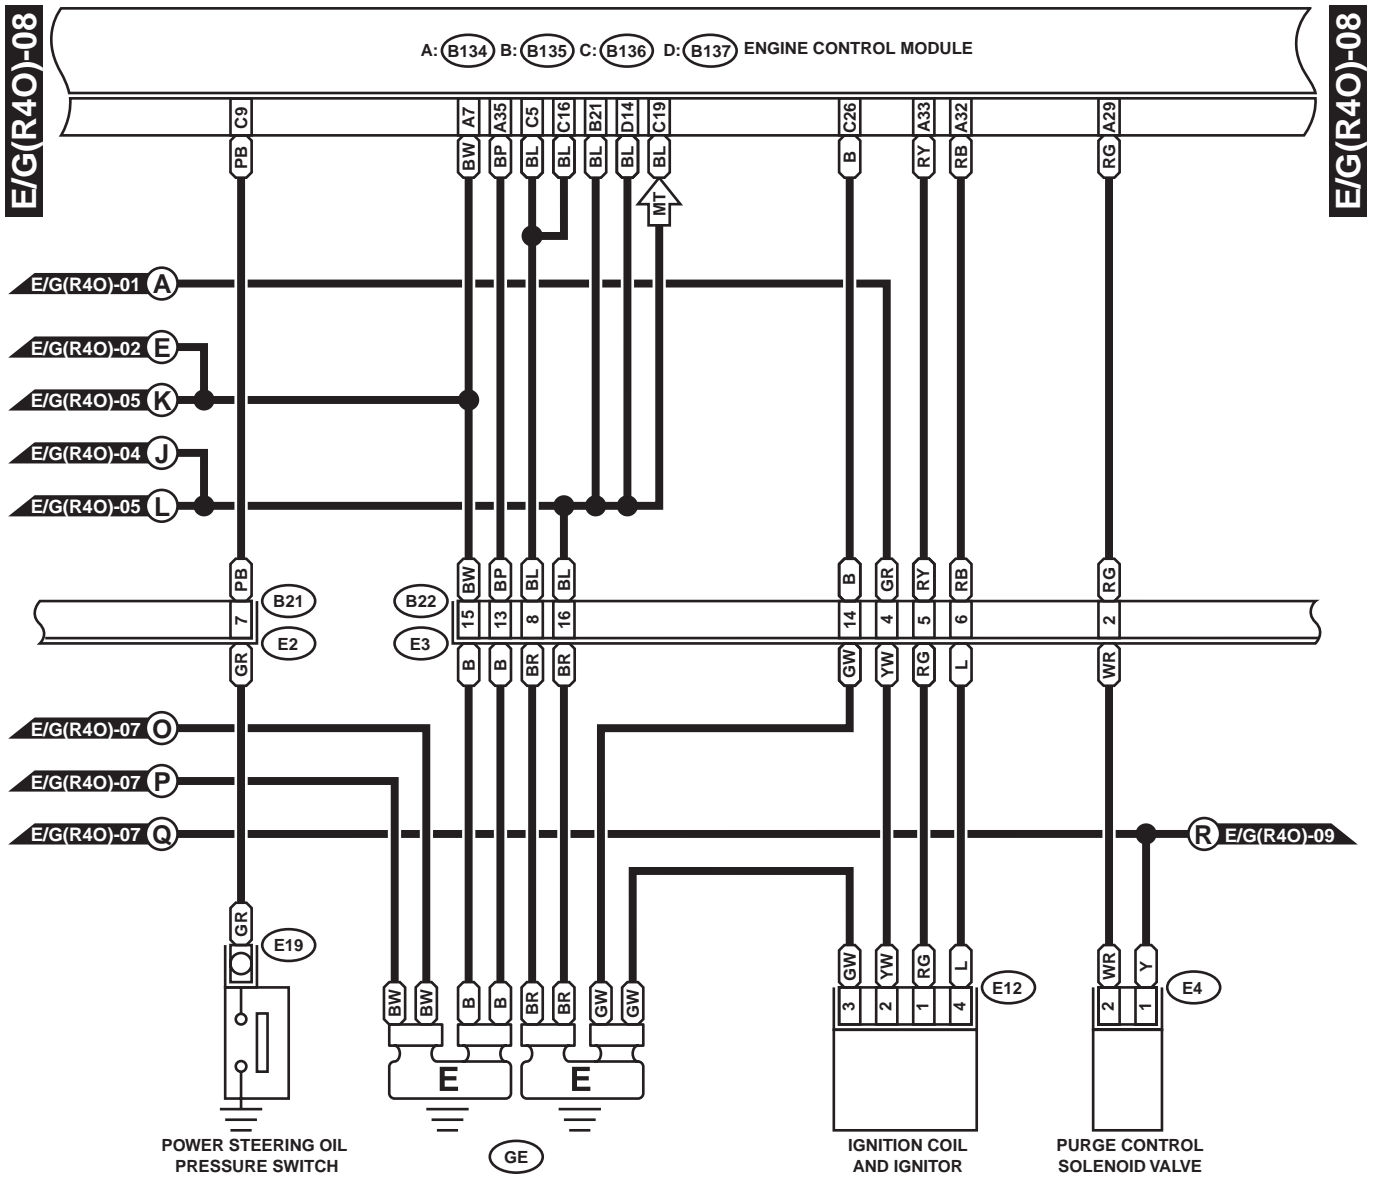 E/G(R4O)-08
E/G(R4O)-08
A: B134 B: B135 C: B136 D: B137 ENGINE CONTROL MODULE
C9 A7 A35 C5 C16 B21 D14 C19 C26 A33 A32 A29
PB BW BP BL BL BL BL BL B RY RB RG
MT
E/G(R4O)-01 A
E/G(R4O)-02 E
E/G(R4O)-05 K
E/G(R4O)-04 J
E/G(R4O)-05 L
PB BW BP BL BL B GR RY RB RG
B21 B22
7 15 13 8 16 14 4 5 6 2
E2 E3
GR B B BR BR GW YW RG L WR
E/G(R4O)-07 O
E/G(R4O)-07 P
E/G(R4O)-07 Q
R E/G(R4O)-09
GR
E19
GW YW RG L WR Y
BW BW B B BR BR GW GW
3 2 1 4 E12 2 1 E4
E E
POWER STEERING OIL
PRESSURE SWITCH
GE
IGNITION COIL
AND IGNITOR
PURGE CONTROL
SOLENOID VALVE